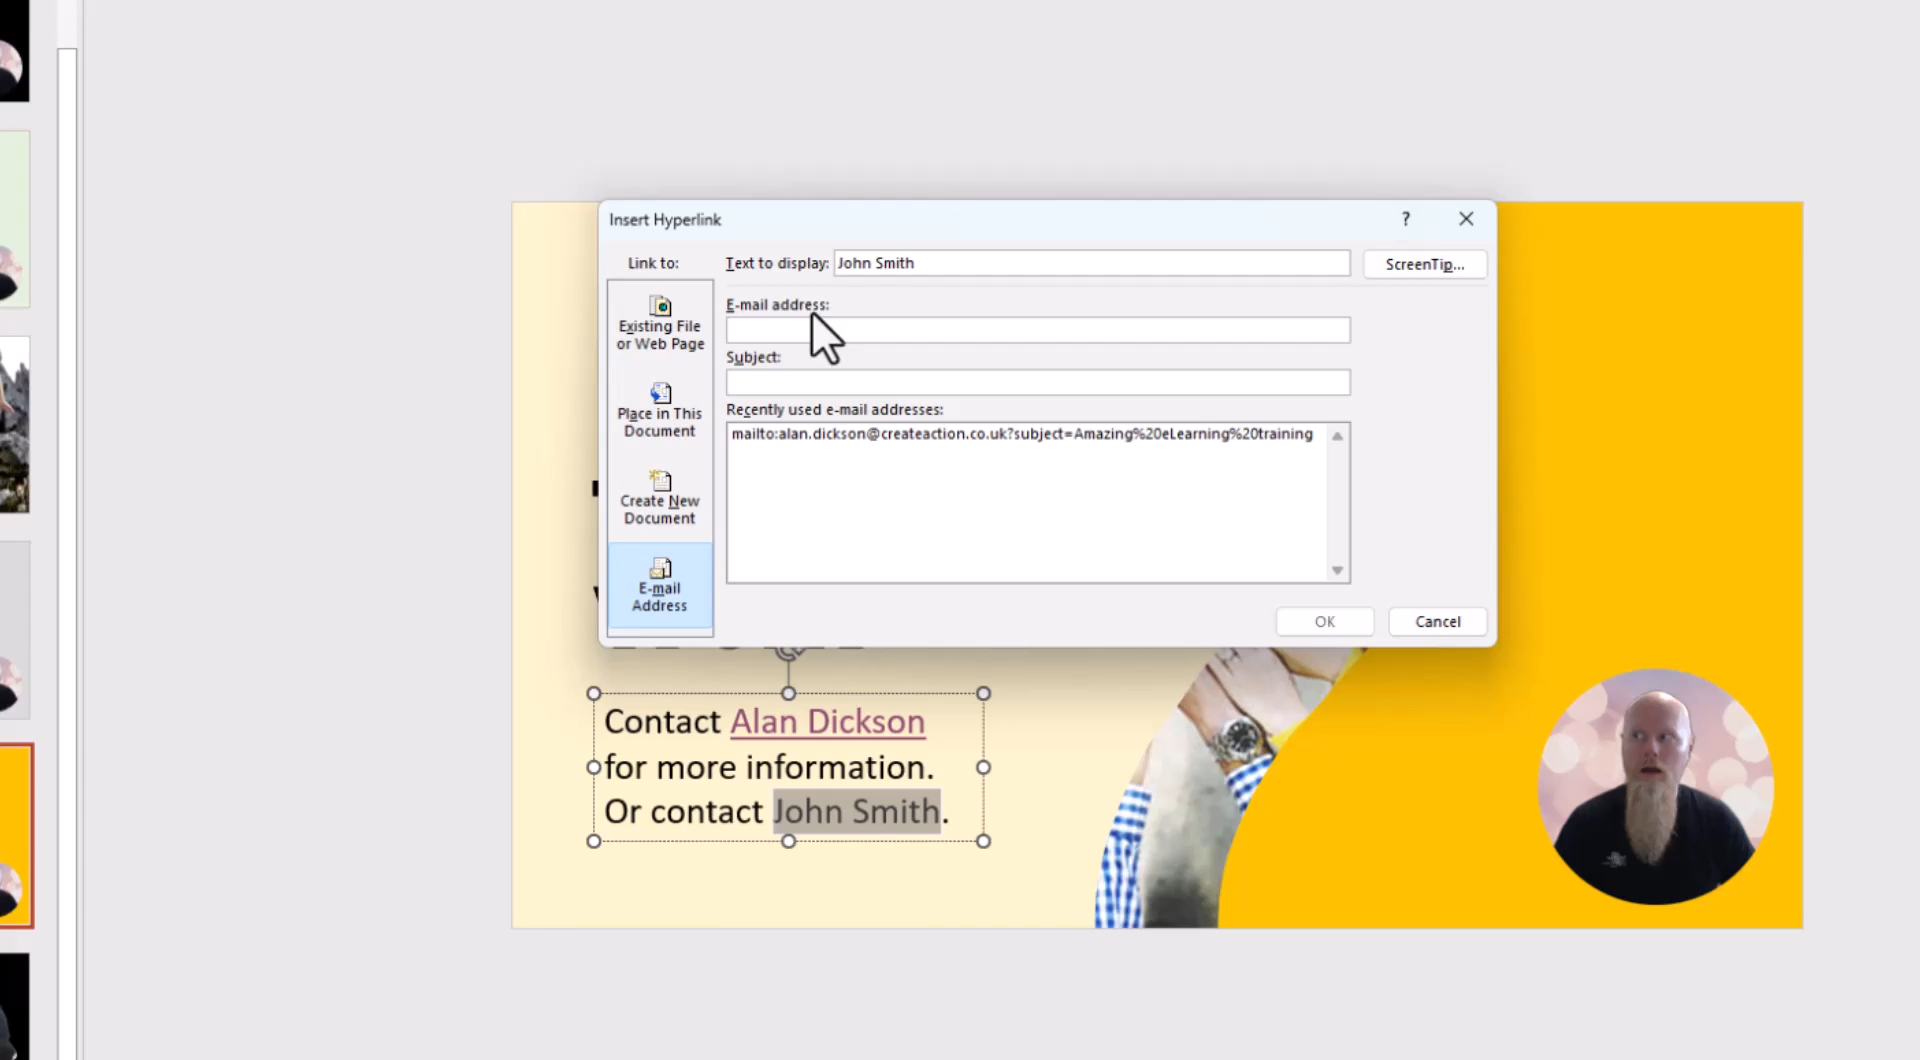 Insert Hyperlink
?
Link to:
Text to display:
John Smith
ScreenTip...
Existing File
or Web Page
E-mail address:
Subject:
Place in This
Document
Recently used e-mail addresses:
mailto:alan.dickson@createaction.co.uk?subject=Amazing%20eLearning%20training
Create New
Document
E-mail
Address
OK
Cancel
Contact Alan Dickson
for more information.
Or contact John Smith.